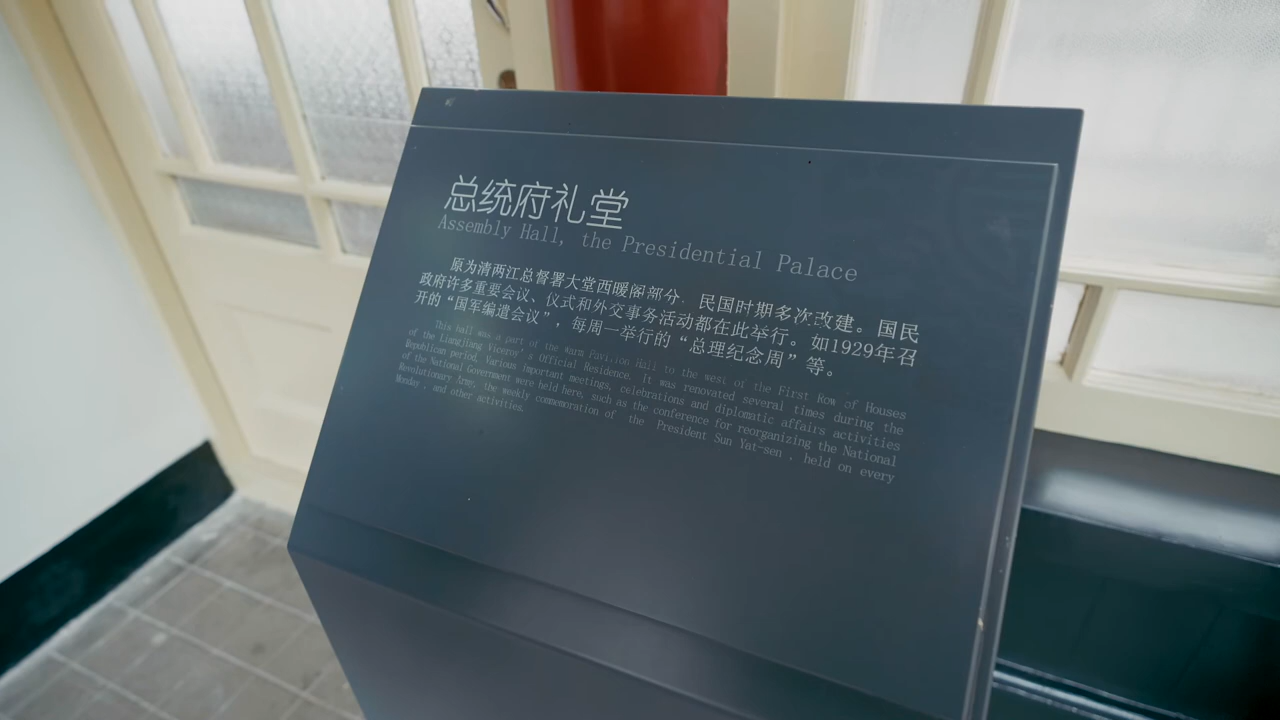 总统府礼堂
Assembly Hall, the Presidential Palace
原为清两江总督署大堂西暖阁部分. 民国时期多次改建。国民
政府许多重要会议、仪式和外交事务活动都在此举行。如1929年召
开的“国军编遣会议”, 每周一举行的“总理纪念周”等。
This hall was a part of the Warm Pavilion Hall to the west of the First Row of Houses
of the Liangjiang Viceroy's Official Residence. It was renovated several times during the
Republican period. Various important meetings, celebrations and diplomatic affairs activities
of the National Government were held here, such as the conference for reorganizing the National
Revolutionary Army, the weekly commemoration of the President Sun Yat-sen , held on every
Monday , and other activities.